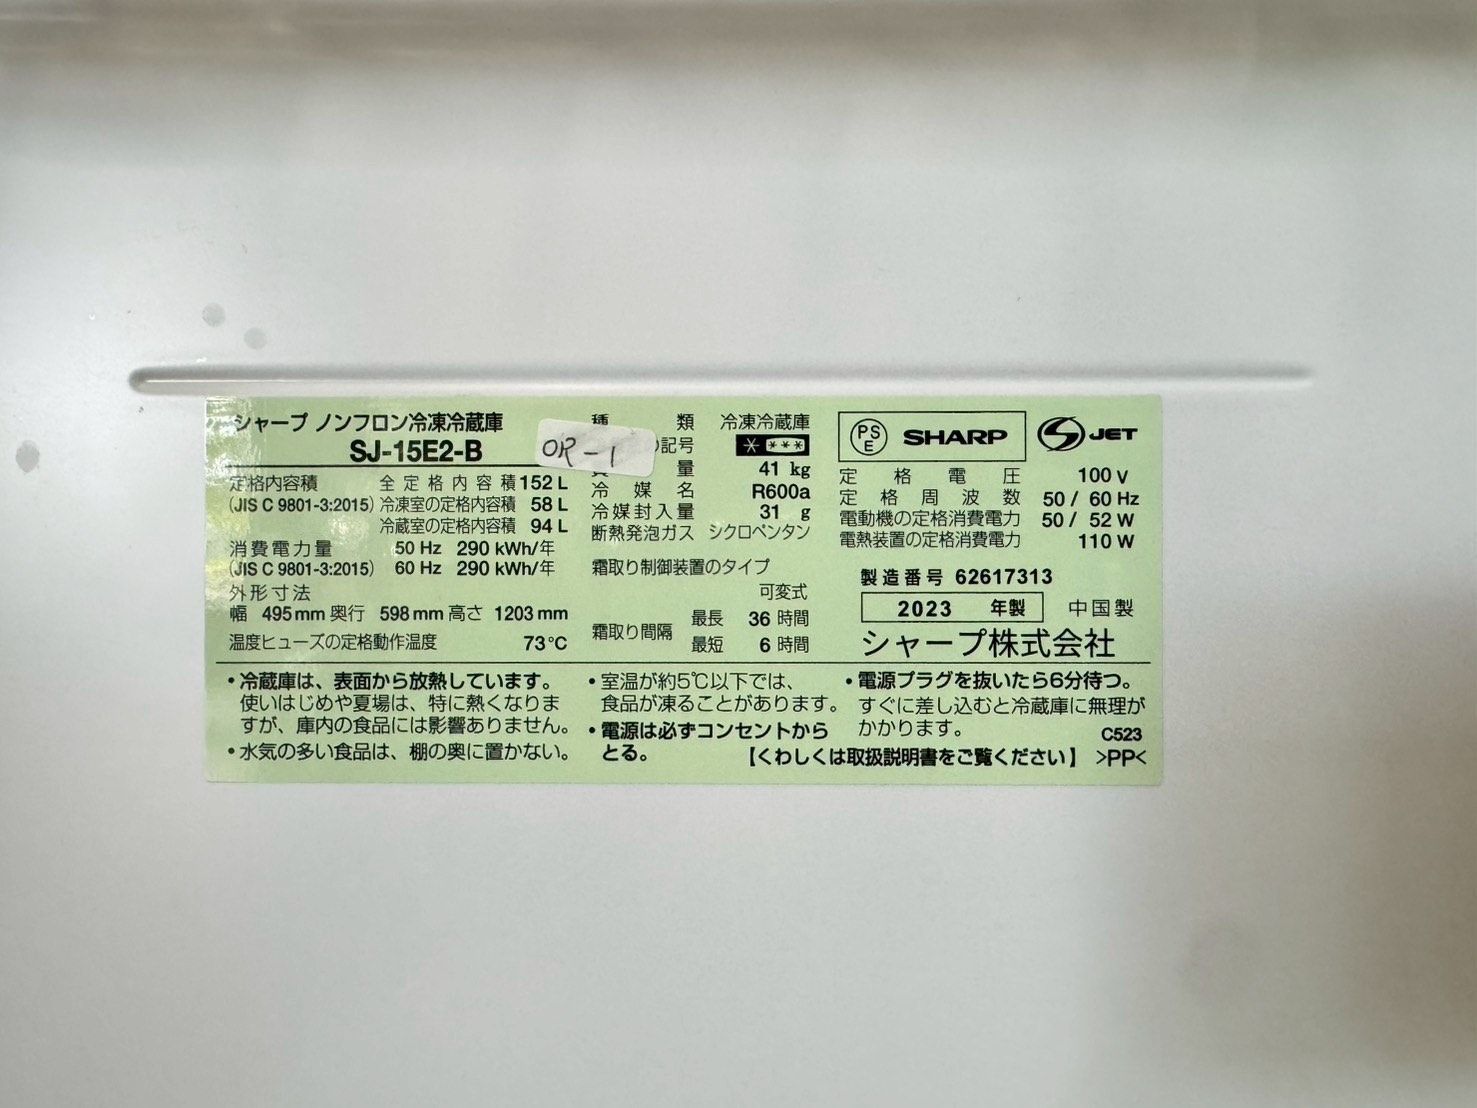 シャープ ノンフロン冷凍冷蔵庫
SJ-15E2-B
定格内容積 全定格内容積 152 L
(JIS C 9801-3:2015) 冷凍室の定格内容積 58 L
冷蔵室の定格内容積 94 L
消費電力量 50 Hz 290 kWh/年
(JIS C 9801-3:2015) 60 Hz 290 kWh/年
外形寸法
幅 495 mm 奥行 598 mm 高さ 1203 mm
温度ヒューズの定格動作温度 73℃
OR-1
種類 冷凍冷蔵庫
の記号 * ***
量 41 kg
冷媒名 R600a
冷媒封入量 31 g
断熱発泡ガス シクロペンタン
霜取り制御装置のタイプ
可変式
霜取り間隔 最長 36 時間
最短 6 時間
PS E SHARP JET
定格電圧 100 V
定格周波数 50 / 60 Hz
電動機の定格消費電力 50 / 52 W
電熱装置の定格消費電力 110 W
製造番号 62617313
2023 年製 中国製
シャープ株式会社
・冷蔵庫は、表面から放熱しています。
使いはじめや夏場は、特に熱くなりま
すが、庫内の食品には影響ありません。
・水気の多い食品は、棚の奥に置かない。
・室温が約5℃以下では、
食品が凍ることがあります。
・電源は必ずコンセントから
とる。
・電源プラグを抜いたら6分待つ。
すぐに差し込むと冷蔵庫に無理が
かかります。 C523
【くわしくは取扱説明書をご覧ください】 >PP<